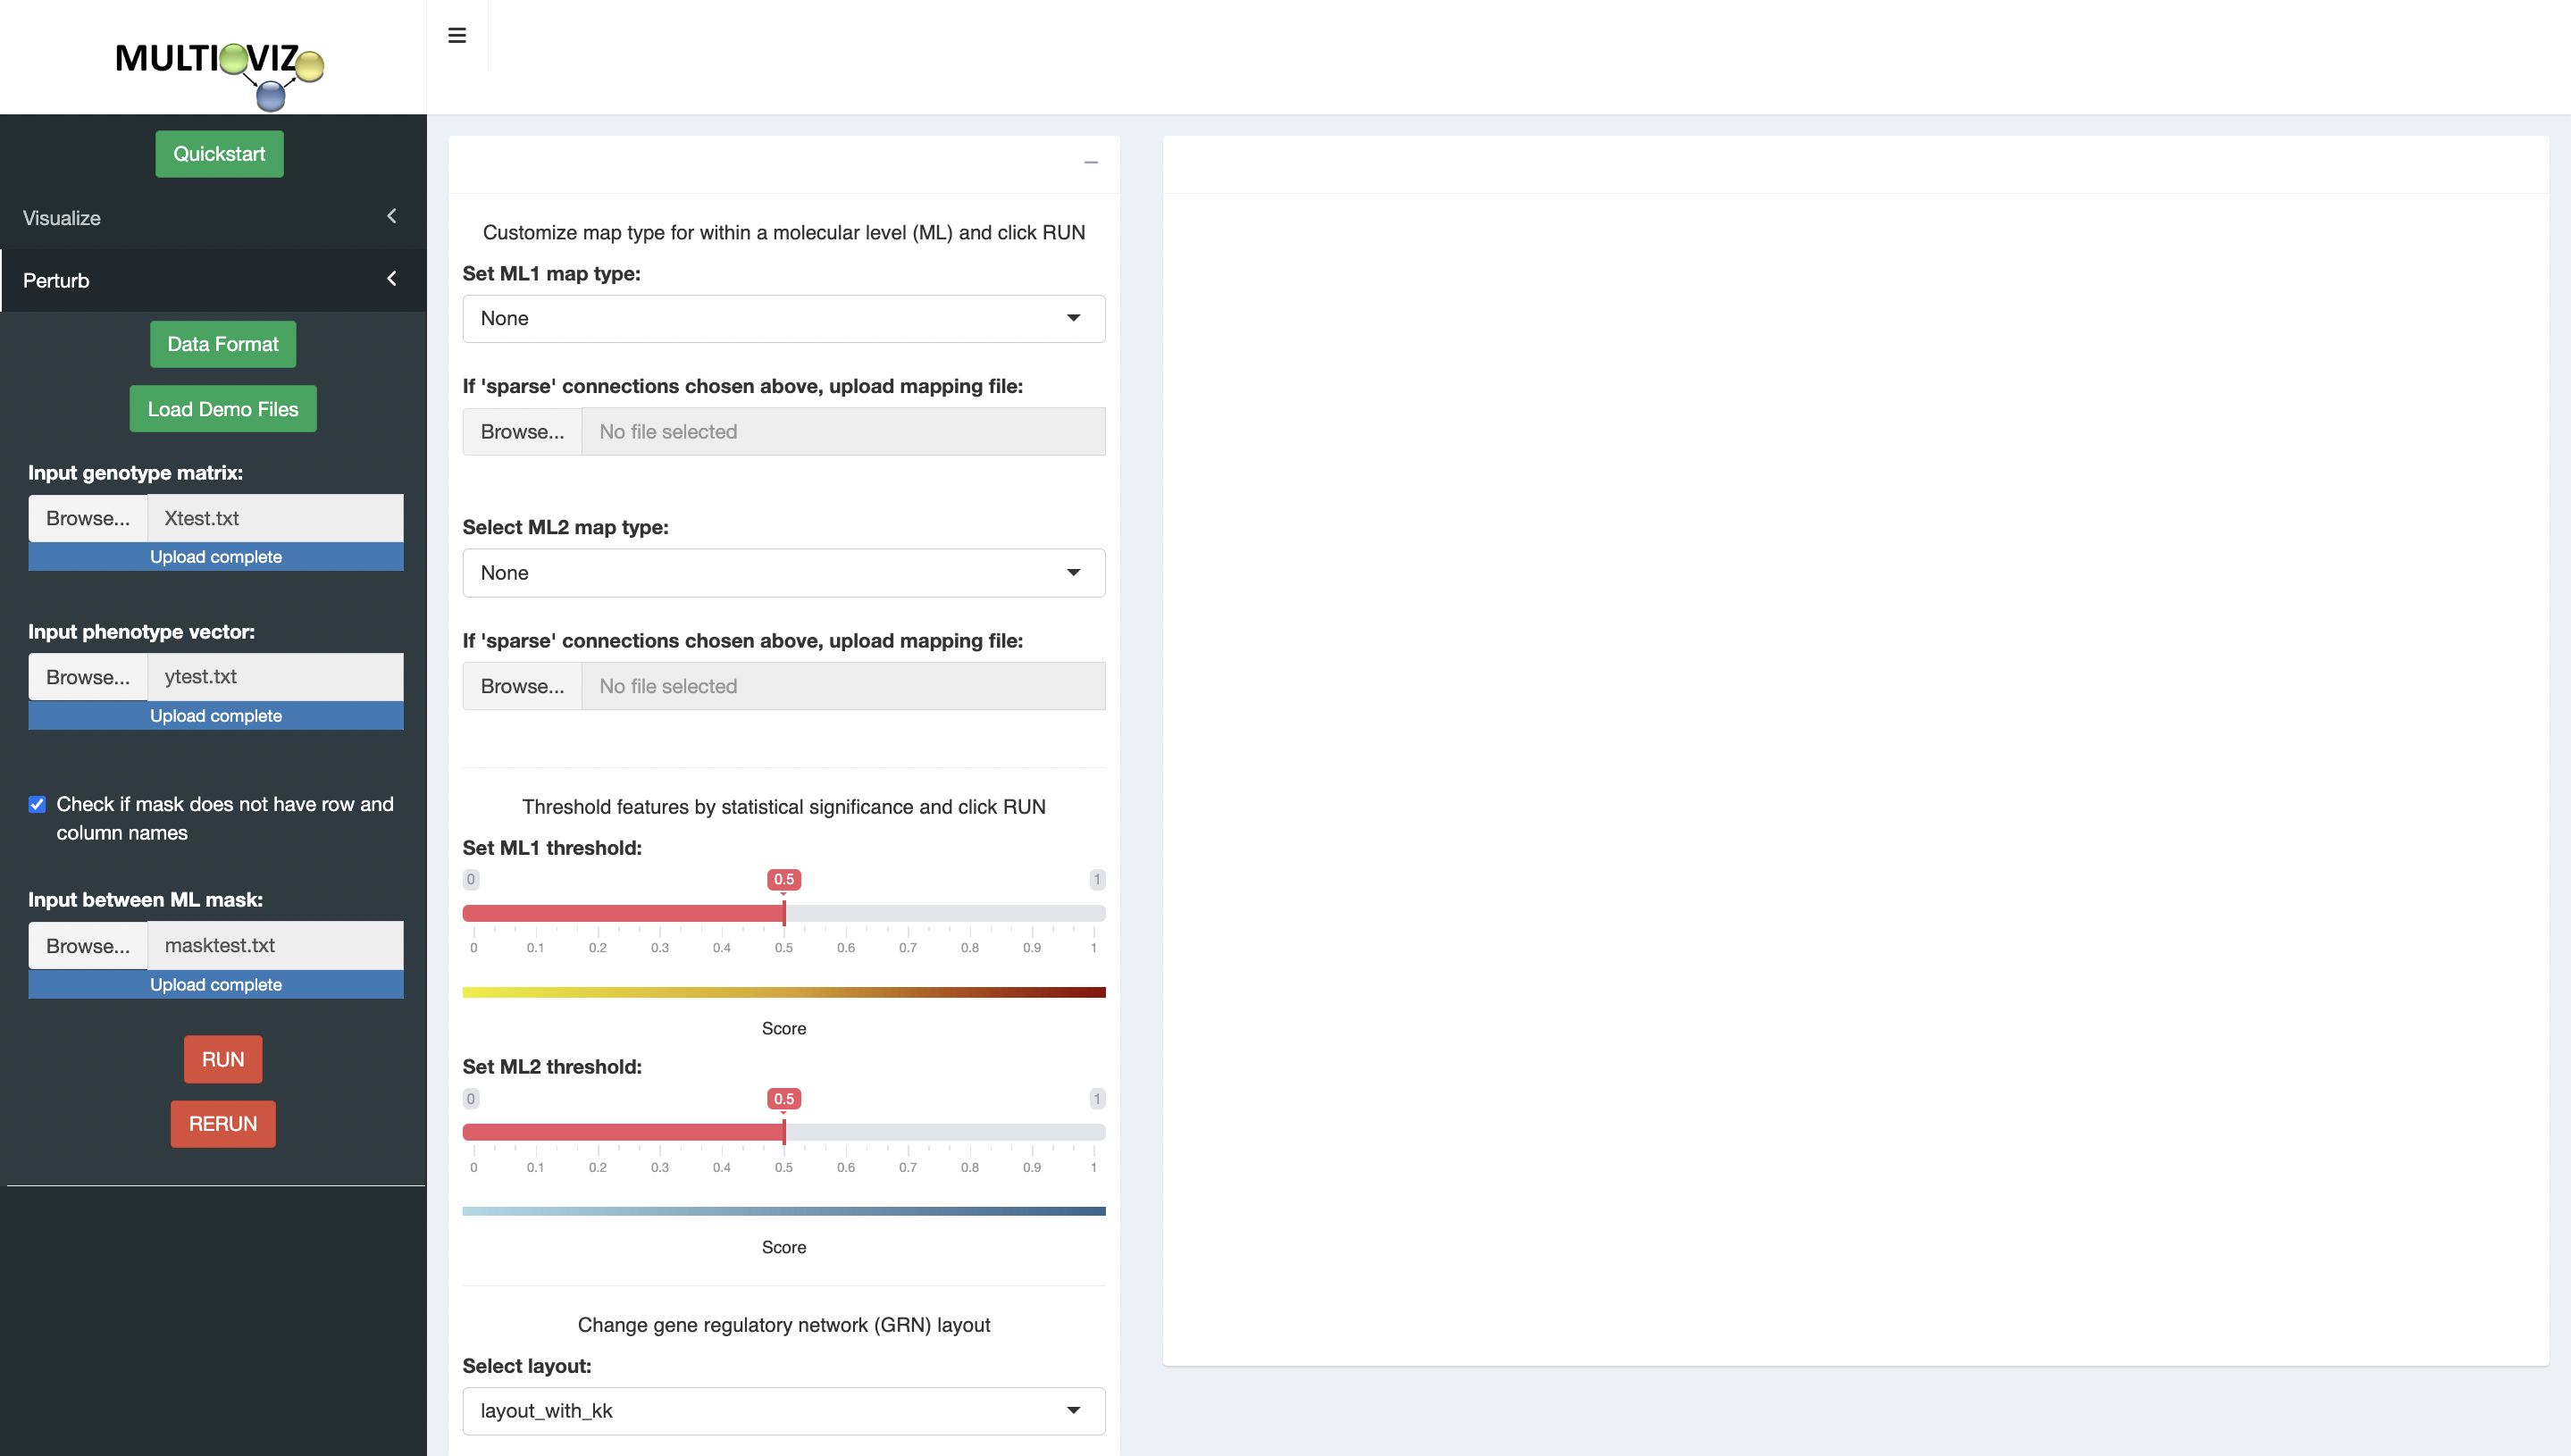 MULTIOVIZ
Quickstart
Visualize
Perturb
Data Format
Load Demo Files
Input genotype matrix:
Browse... Xtest.txt
Upload complete
Input phenotype vector:
Browse... ytest.txt
Upload complete
Check if mask does not have row and
column names
Input between ML mask:
Browse... masktest.txt
Upload complete
RUN
RERUN
Customize map type for within a molecular level (ML) and click RUN
Set ML1 map type:
None
If 'sparse' connections chosen above, upload mapping file:
Browse... No file selected
Select ML2 map type:
None
If 'sparse' connections chosen above, upload mapping file:
Browse... No file selected
Threshold features by statistical significance and click RUN
Set ML1 threshold:
0 0.5 1
0 0.1 0.2 0.3 0.4 0.5 0.6 0.7 0.8 0.9 1
Score
Set ML2 threshold:
0 0.5 1
0 0.1 0.2 0.3 0.4 0.5 0.6 0.7 0.8 0.9 1
Score
Change gene regulatory network (GRN) layout
Select layout:
layout_with_kk